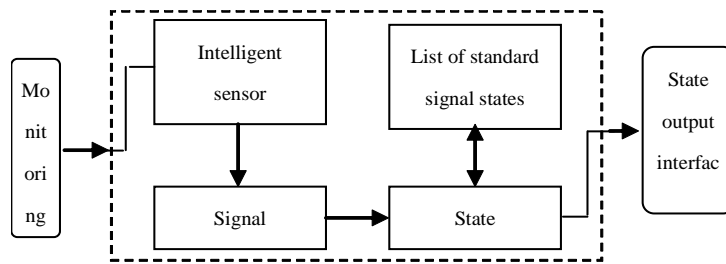 Mo
nit
ori
ng
Intelligent
sensor
List of standard
signal states
Signal
State
State
output
interfac